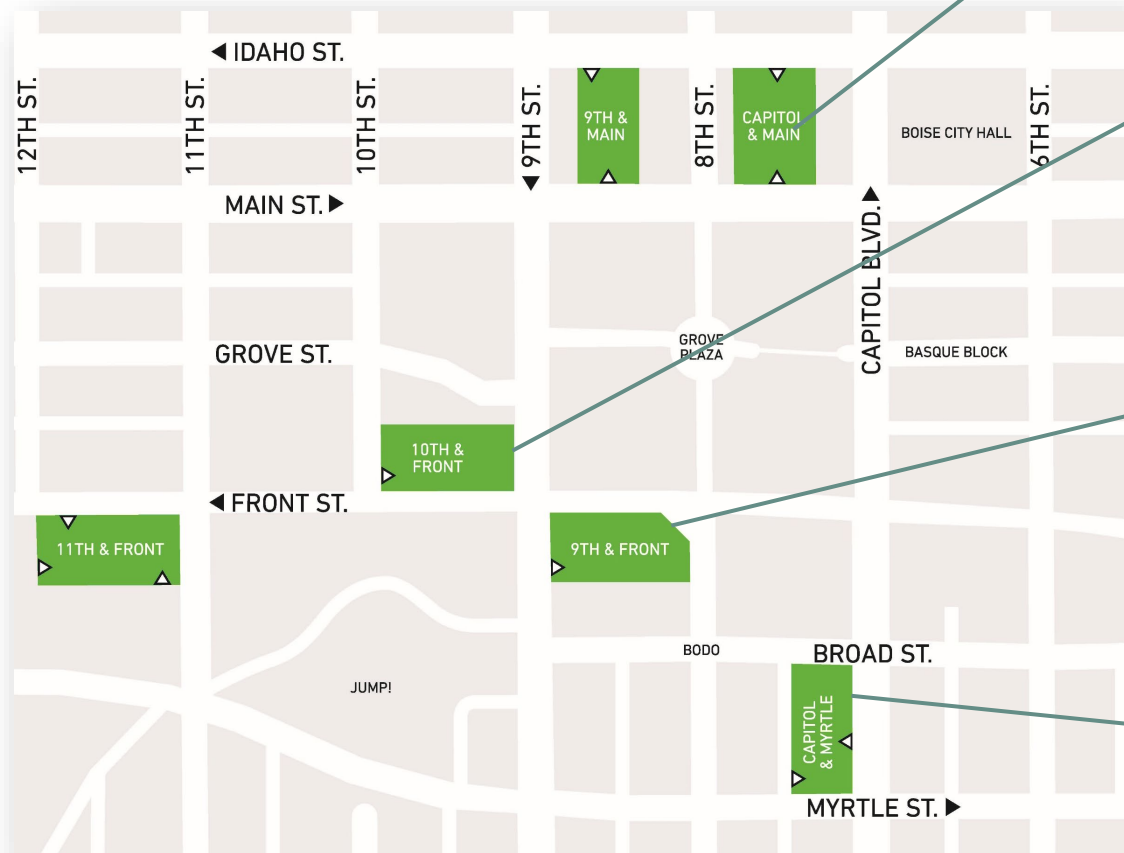 IDAHO ST.
12TH ST.
11TH ST.
10TH ST.
9TH ST.
8TH ST.
6TH ST.
9TH &
MAIN
CAPITOL
& MAIN
BOISE CITY HALL
MAIN ST.
CAPITOL BLVD.
GROVE ST.
GROVE
PLAZA
BASQUE BLOCK
10TH &
FRONT
FRONT ST.
11TH & FRONT
9TH & FRONT
BODO
BROAD ST.
JUMP!
CAPITOL
& MYRTLE
MYRTLE ST.